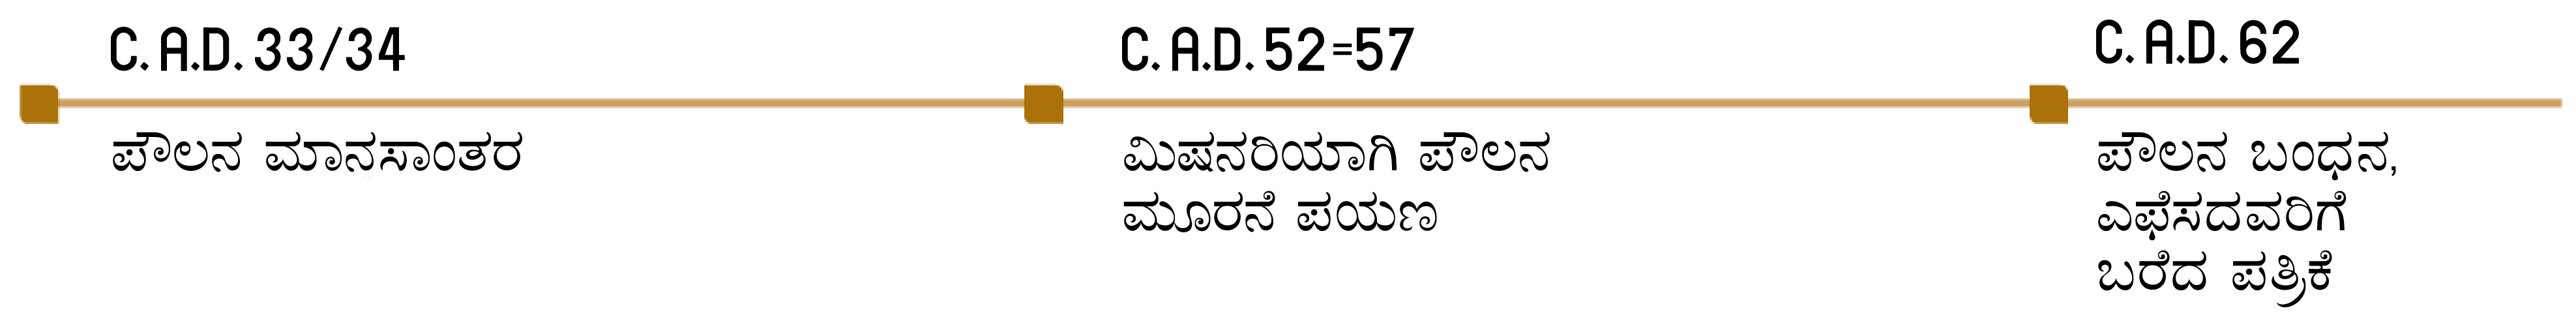 C. A.D. 33/34
ಪೌಲನ ಮಾನಸಾಂತರ
C. A.D. 52=57
ಮಿಷನರಿಯಾಗಿ ಪೌಲನ
ಮೂರನೆ ಪಯಣ
C. A.D. 62
ಪೌಲನ ಬಂಧನ,
ಎಫೆಸದವರಿಗೆ
ಬರೆದ ಪತ್ರಿಕೆ